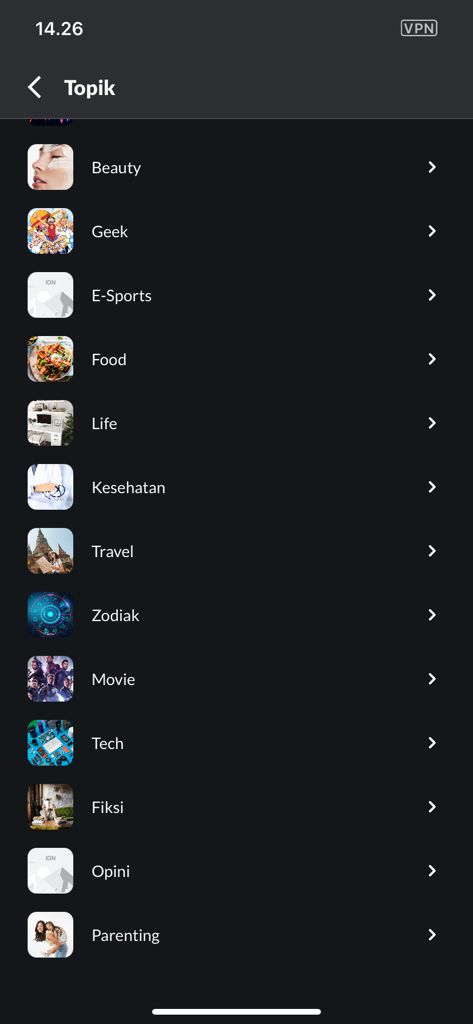 14.26
VPN
Topik
Beauty
Geek
IDN
E-Sports
Food
Life
Kesehatan
Travel
Zodiak
Movie
Tech
Fiksi
IDN
Opini
Parenting